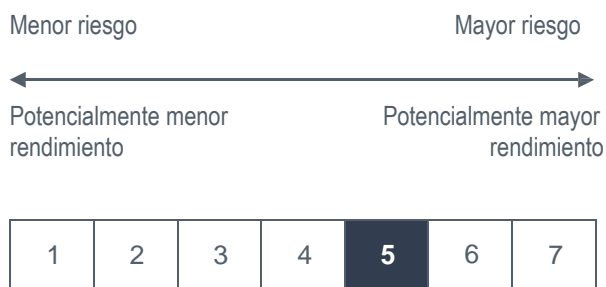 Menor riesgo Mayor riesgo
Potencialmente menor Potencialmente mayor
rendimiento rendimiento
1 2 3 4 5 6 7